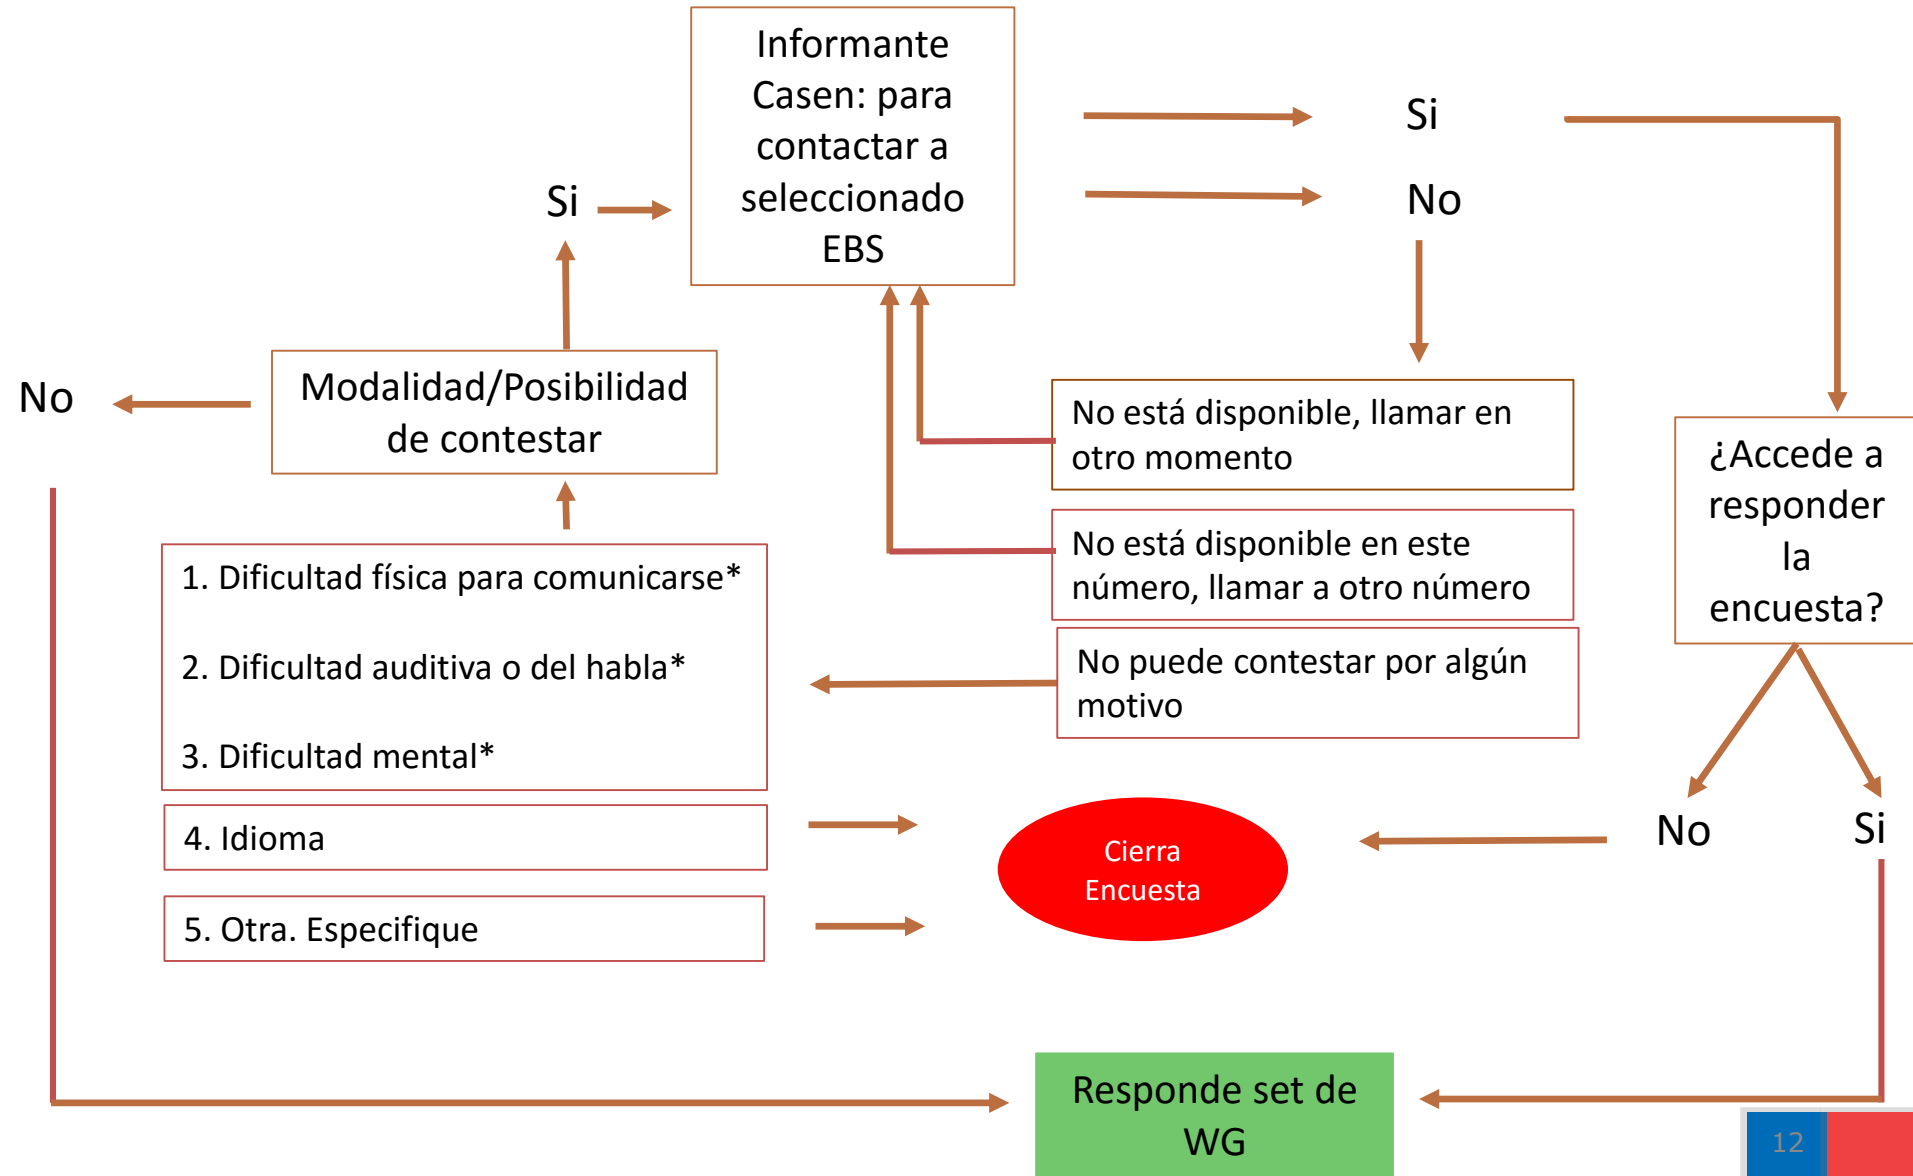 Informante
Casen: para
contactar a
seleccionado
EBS
Si
No
Si
No
Modalidad/Posibilidad
de contestar
No está disponible, llamar en
otro momento
¿Accede a
responder
la
encuesta?
No está disponible en este
número, llamar a otro número
1. Dificultad física para comunicarse*
2. Dificultad auditiva o del habla*
3. Dificultad mental*
No puede contestar por algún
motivo
4. Idioma
5. Otra. Especifique
Cierra
Encuesta
No
Si
Responde set de
WG
12